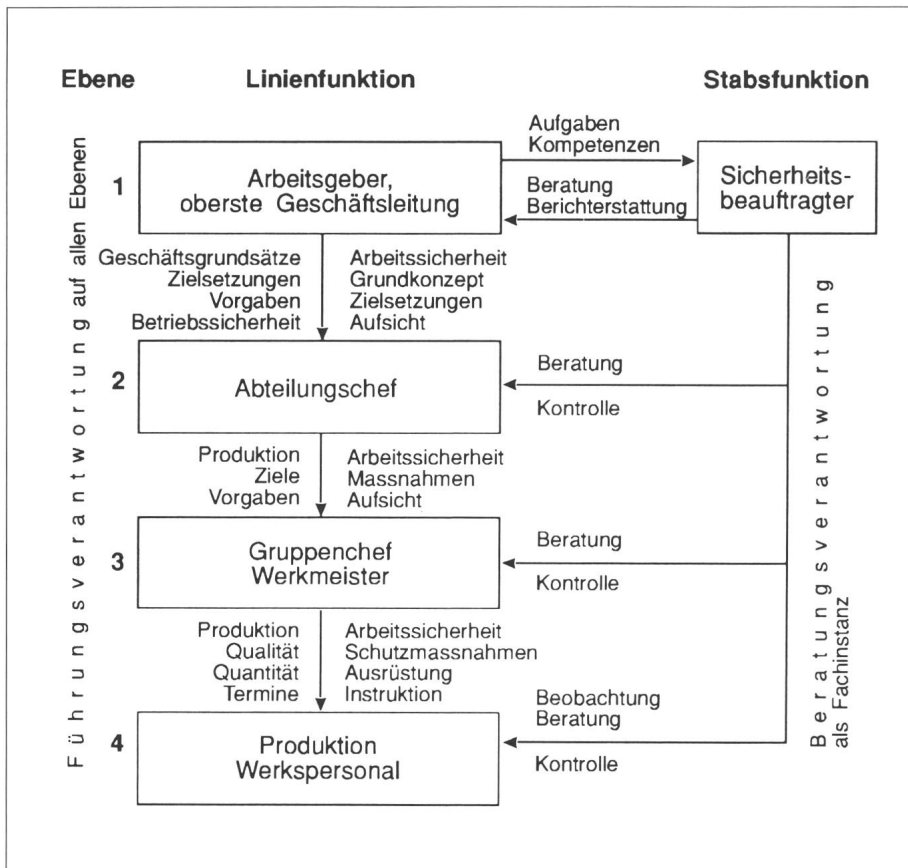 Ebene Linienfunktion Stabsfunktion
Führungsverantwortung auf allen Ebenen
1
Arbeitsgeber,
oberste Geschäftsleitung
Aufgaben
Kompetenzen
Beratung
Berichterstattung
Sicherheits-
beauftragter
Geschäftsgrundsätze
Zielsetzungen
Vorgaben
Betriebssicherheit
Arbeitssicherheit
Grundkonzept
Zielsetzungen
Aufsicht
2
Abteilungschef
Beratung
Kontrolle
Produktion
Ziele
Vorgaben
Arbeitssicherheit
Massnahmen
Aufsicht
3
Gruppenchef
Werkmeister
Beratung
Kontrolle
Produktion
Qualität
Quantität
Termine
Arbeitssicherheit
Schutzmassnahmen
Ausrüstung
Instruktion
4
Produktion
Werkspersonal
Beobachtung
Beratung
Kontrolle
Beratungsverantwortung
als Fachinstanz